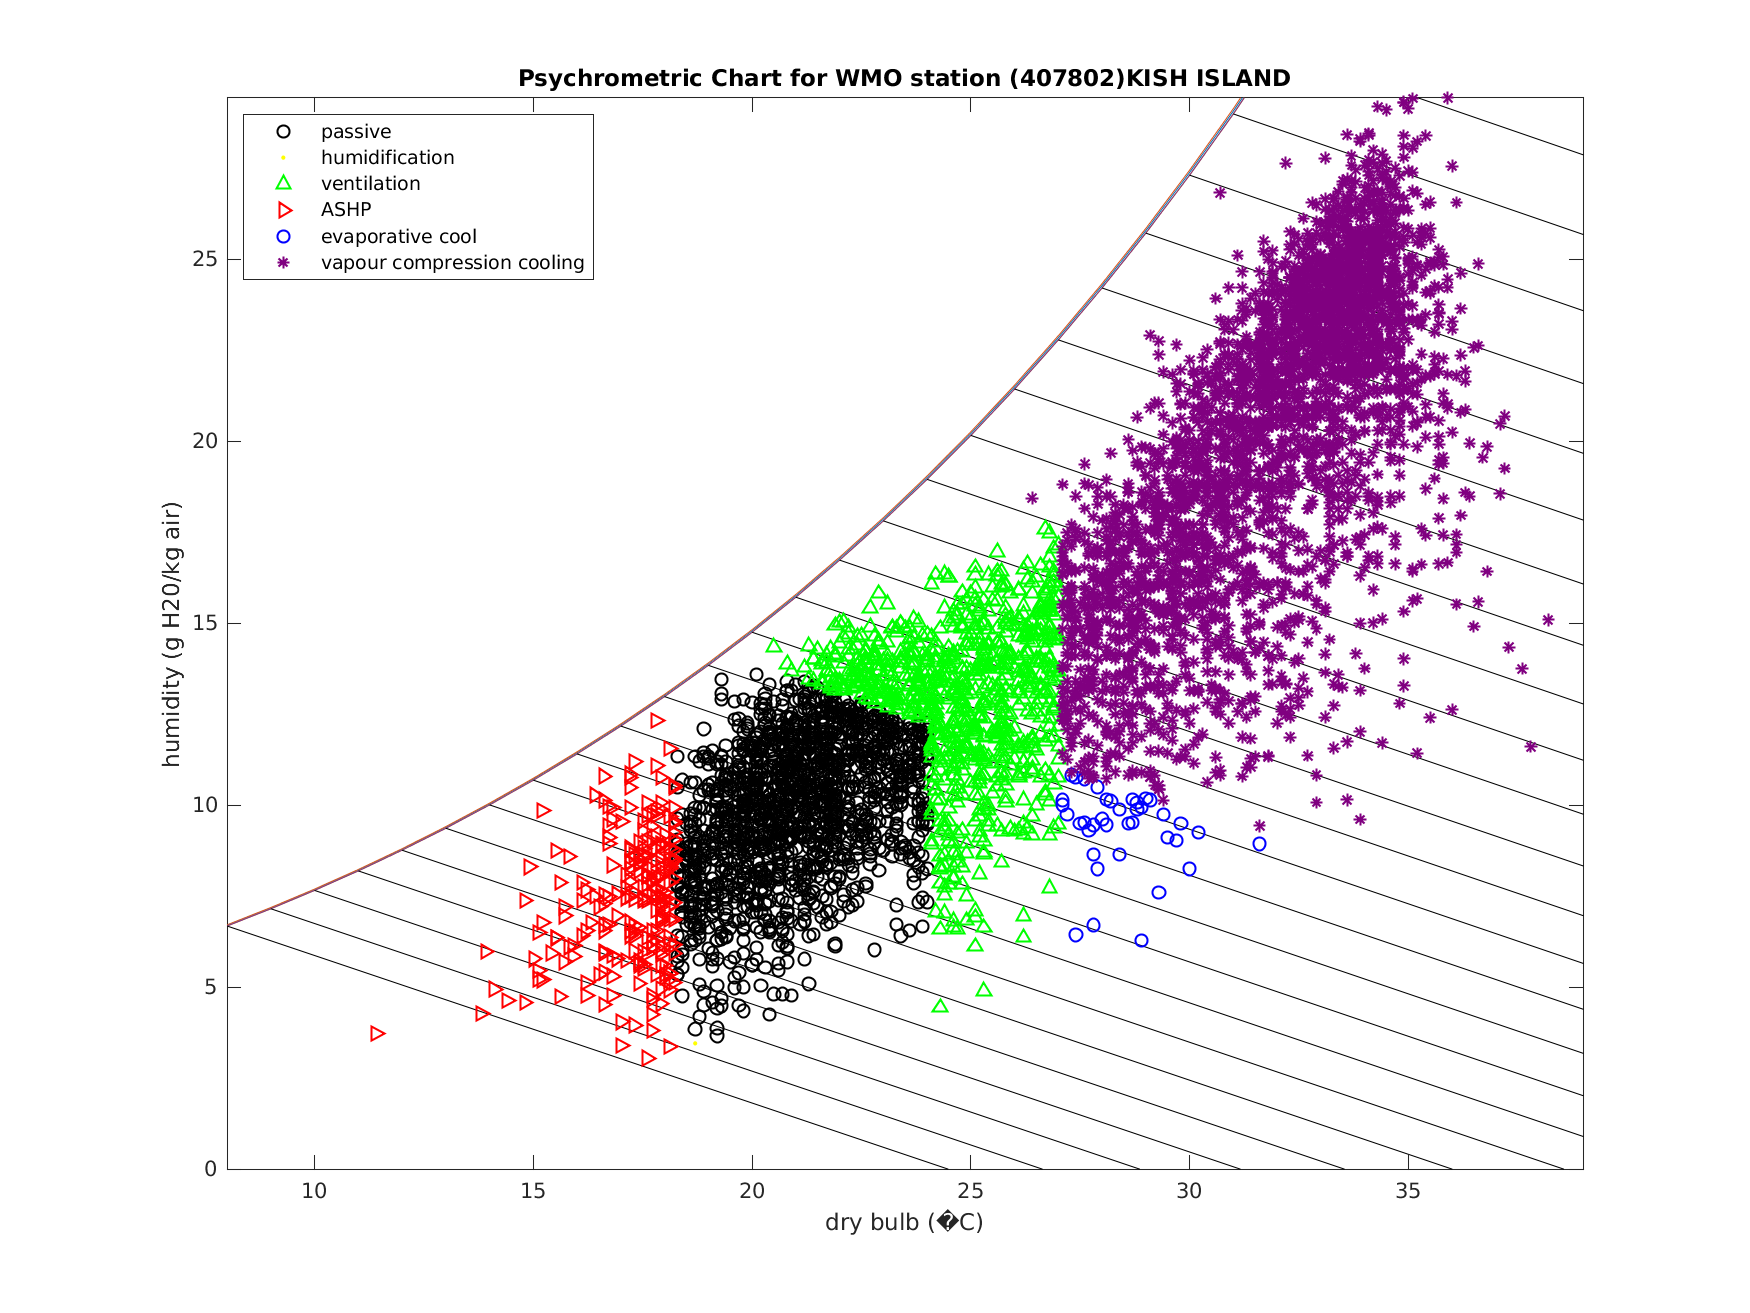 Psychrometric Chart for WMO station (407802)KISH ISLAND
passive
humidification
ventilation
ASHP
evaporative cool
vapour compression cooling
humidity (g H20/kg air)
25
20
15
10
5
0
10 15 20 25 30 35
dry bulb (�C)